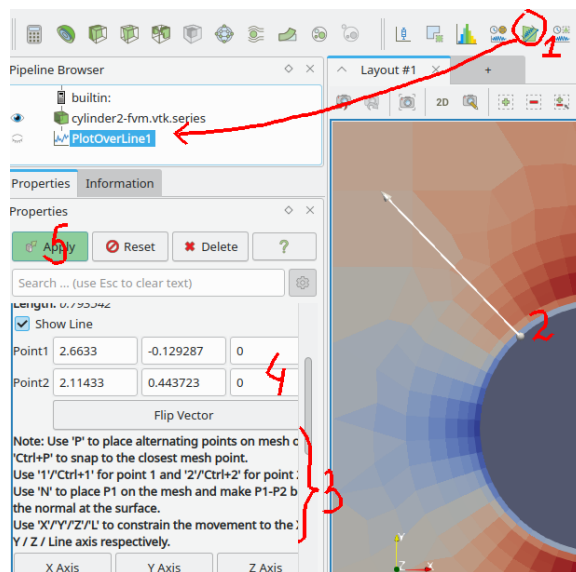 1
Pipeline Browser
Layout #1
+
builtin:
cylinder2-fvm.vtk.series
PlotOverLine1
2D
Properties
Information
Properties
5
Apply
Reset
Delete
?
Search ... (use Esc to clear text)
Length: 0.793542
Show Line
2
Point1
2.6633
-0.129287
0
Point2
2.11433
0.443723
0
4
Flip Vector
Note: Use 'P' to place alternating points on mesh o
'Ctrl+P' to snap to the closest mesh point.
Use '1'/'Ctrl+1' for point 1 and '2'/'Ctrl+2' for point
Use 'N' to place P1 on the mesh and make P1-P2 b
the normal at the surface.
Use 'X'/'Y'/'Z'/'L' to constrain the movement to the
Y / Z / Line axis respectively.
3
X Axis
Y Axis
Z Axis
Y
Z
X